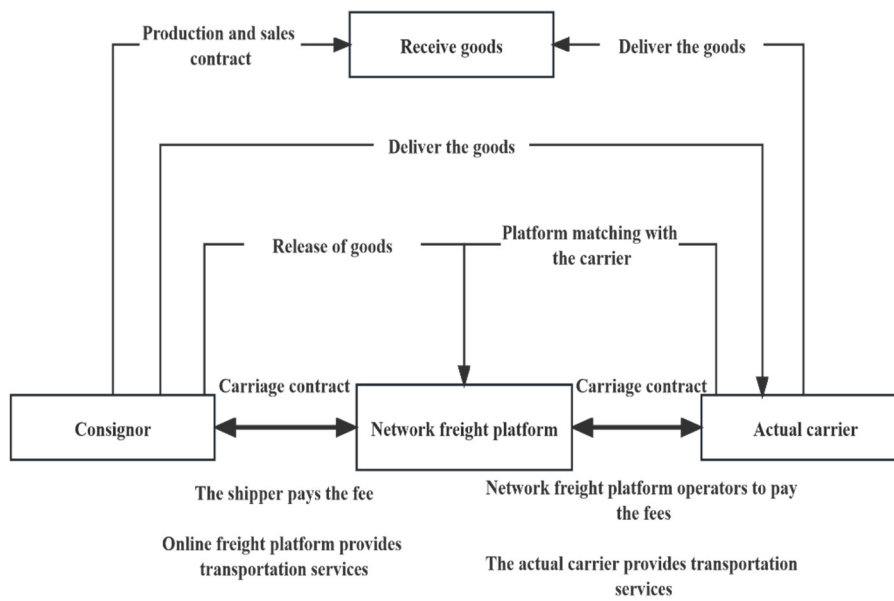 Production and sales
contract
Receive goods
Deliver the goods
Deliver the goods
Release of goods
Platform matching with
the carrier
Carriage contract
Carriage contract
Consignor
Network freight platform
Actual carrier
The shipper pays the fee
Network freight platform operators to pay
the fees
Online freight platform provides
transportation services
The actual carrier provides transportation
services